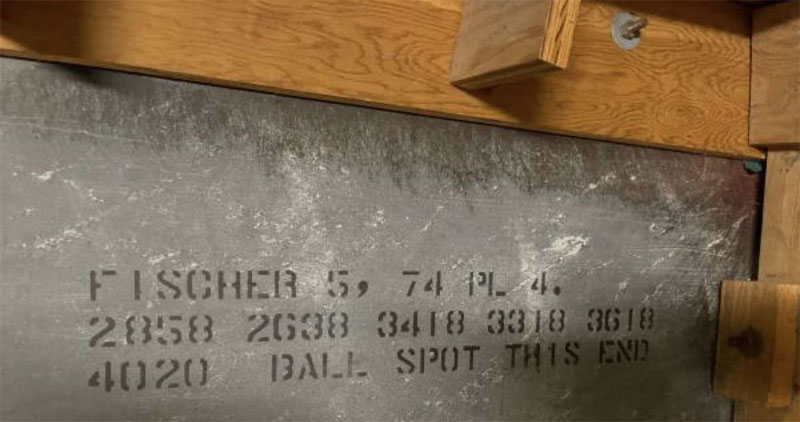 FISCHER 5, 74 PL 4.
2858 2638 3418 3318 3618
4020 BALL SPOT THIS END